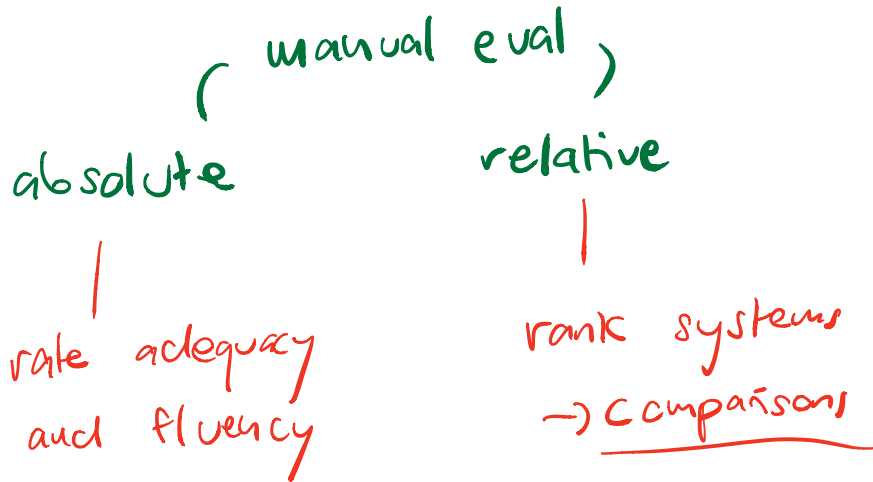 manual eval
absolute
relative
rate adequacy
and fluency
rank systems
→ comparisons